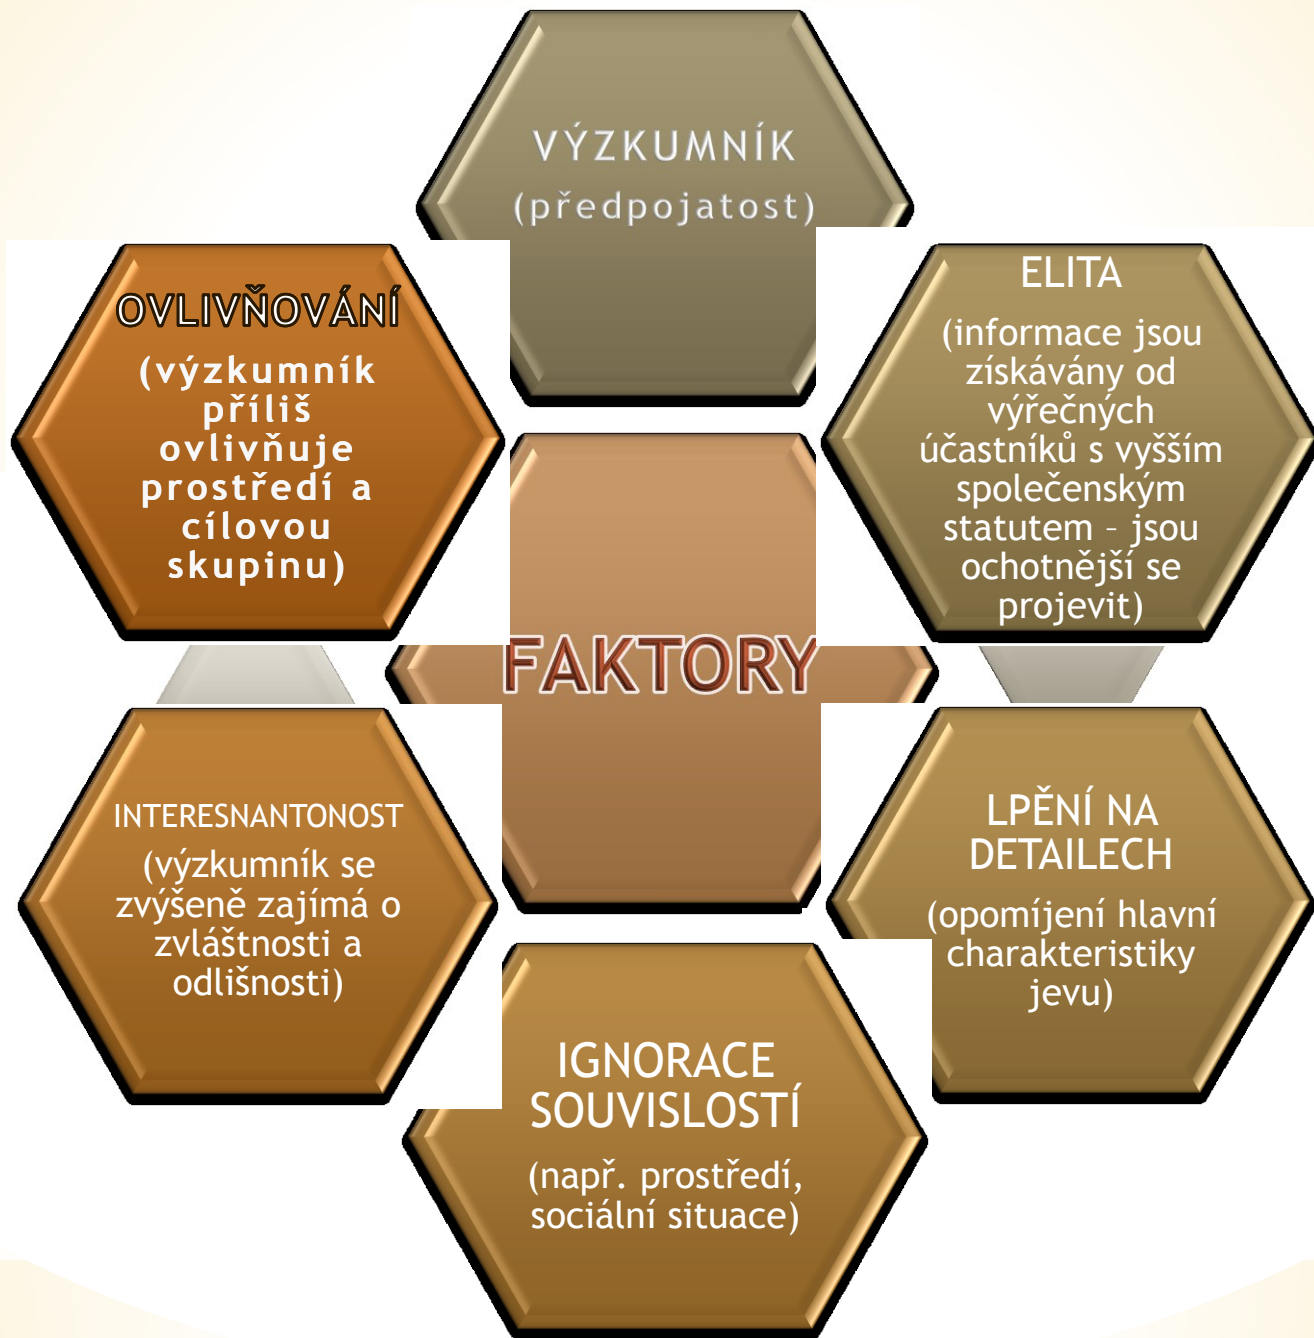 VÝZKUMNÍK
(předpojatost)
OVLIVŇOVÁNÍ
(výzkumník
příliš
ovlivňuje
prostředí a
cílovou
skupinu)
ELITA
(informace jsou
získávány od
výřečných
účastníků s vyšším
společenským
statutem – jsou
ochotnější se
projevit)
FAKTORY
INTERESNANTONOST
(výzkumník se
zvýšeně zajímá o
zvláštnosti a
odlišnosti)
LPĚNÍ NA
DETAILECH
(opomíjení hlavní
charakteristiky
jevu)
IGNORACE
SOUVISLOSTÍ
(např. prostředí,
sociální situace)